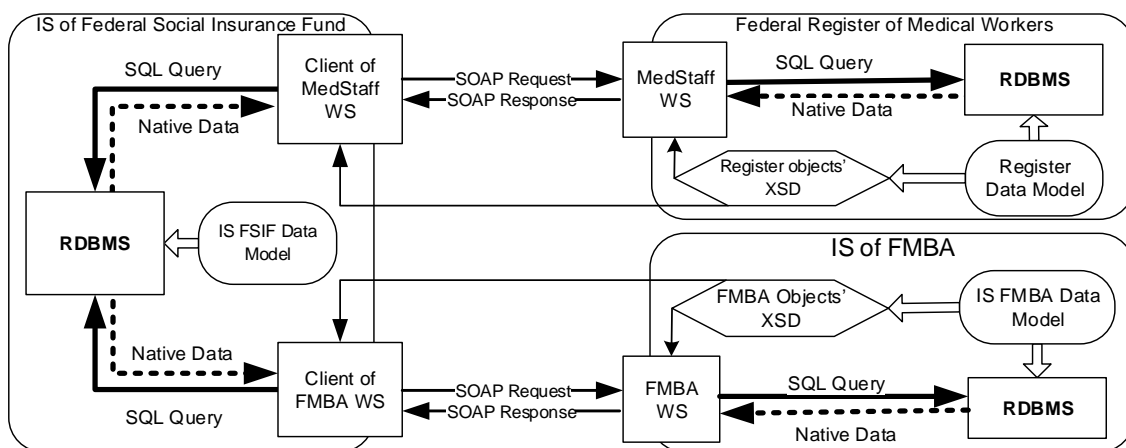 IS of Federal Social Insurance Fund
SQL Query
Native Data
Client of
MedStaff
WS
RDBMS
IS FSIF Data
Model
Native Data
SQL Query
Client of
FMBA WS
SOAP Request
SOAP Response
SOAP Request
SOAP Response
Federal Register of Medical Workers
MedStaff
WS
SQL Query
Native Data
RDBMS
Register objects'
XSD
Register
Data Model
IS of FMBA
FMBA Objects'
XSD
IS FMBA Data
Model
FMBA
WS
SQL Query
Native Data
RDBMS